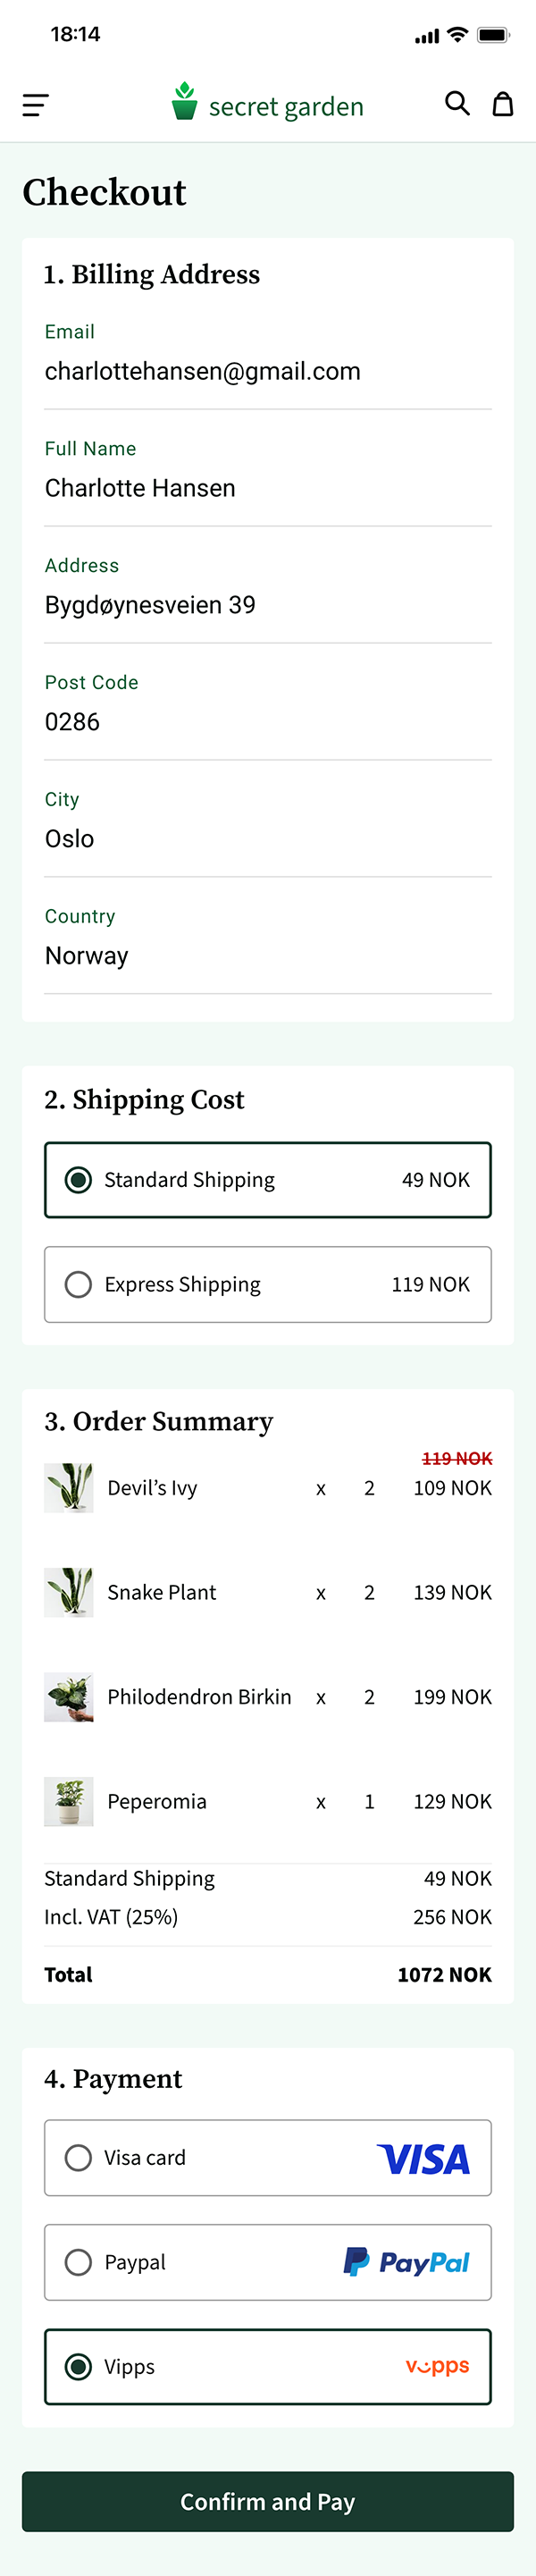 18:14
secret garden
Checkout
1. Billing Address
Email
charlottehansen@gmail.com
Full Name
Charlotte Hansen
Address
Bygdøynesveien 39
Post Code
0286
City
Oslo
Country
Norway
2. Shipping Cost
Standard Shipping 49 NOK
Express Shipping 119 NOK
3. Order Summary
119 NOK
Devil’s Ivy x 2 109 NOK
Snake Plant x 2 139 NOK
Philodendron Birkin x 2 199 NOK
Peperomia x 1 129 NOK
Standard Shipping 49 NOK
Incl. VAT (25%) 256 NOK
Total 1072 NOK
4. Payment
Visa card VISA
Paypal PayPal
Vipps vipps
Confirm and Pay